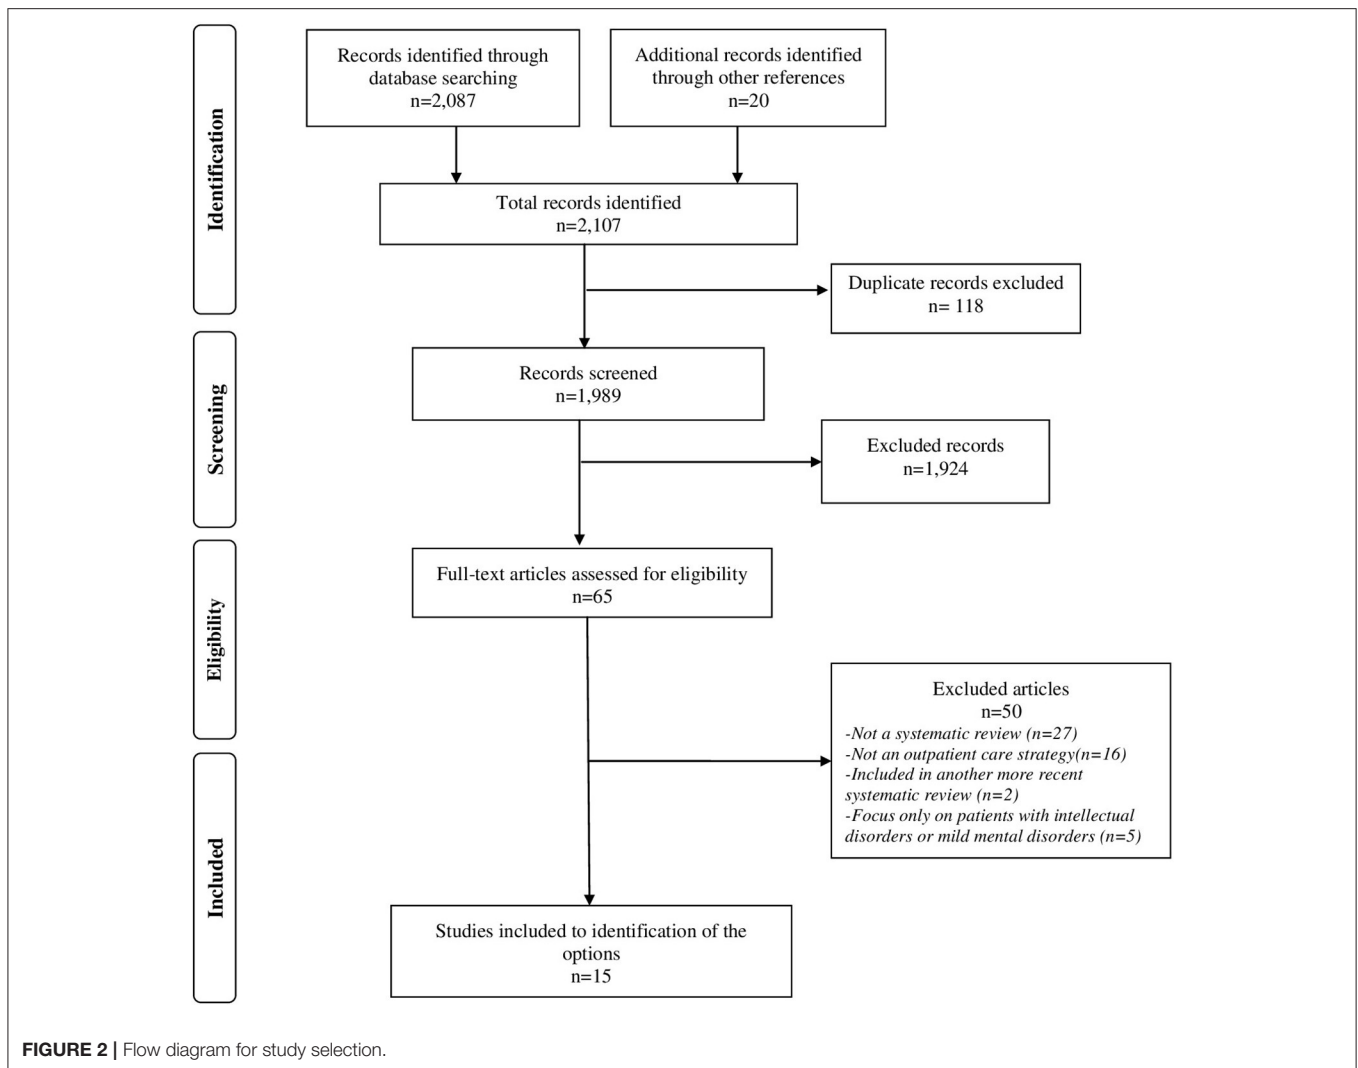 Identification
Records identified through
database searching
n=2,087
Additional records identified
through other references
n=20
Total records identified
n=2,107
Duplicate records excluded
n= 118
Screening
Records screened
n=1,989
Excluded records
n=1,924
Eligibility
Full-text articles assessed for eligibility
n=65
Excluded articles
n=50
-Not a systematic review (n=27)
-Not an outpatient care strategy(n=16)
-Included in another more recent
systematic review (n=2)
-Focus only on patients with intellectual
disorders or mild mental disorders (n=5)
Included
Studies included to identification of the
options
n=15
FIGURE 2 | Flow diagram for study selection.